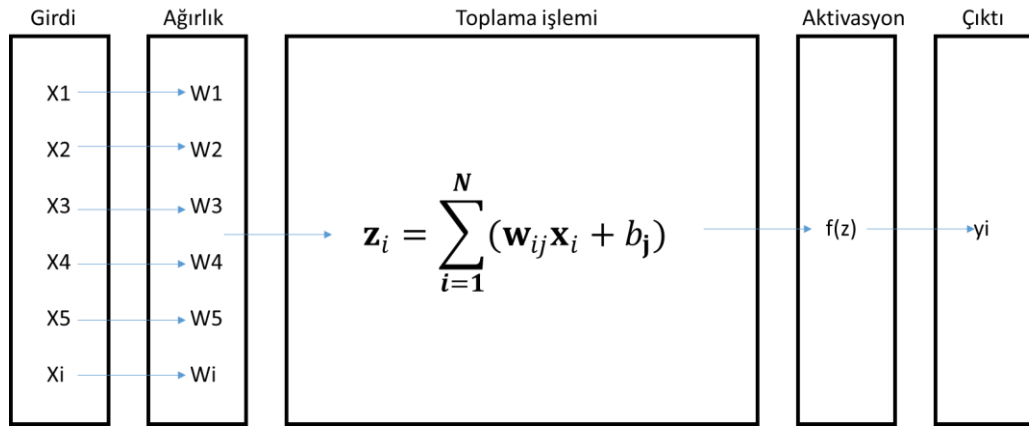 Girdi Ağırlık Toplama işlemi Aktivasyon Çıktı
X1 W1
X2 W2
X3 W3
X4 W4
X5 W5
Xi Wi
𝐳ᵢ = ∑ᵢ₌₁ᴺ (𝐰ᵢⱼ𝐱ᵢ + bⱼ)
f(z)
yi